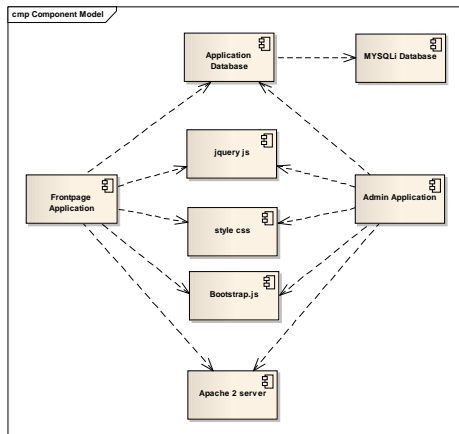 cmp Component Model
Application
Database
MYSQLi Database
jquery js
Frontpage
Application
Admin Application
style css
Bootstrap.js
Apache 2 server